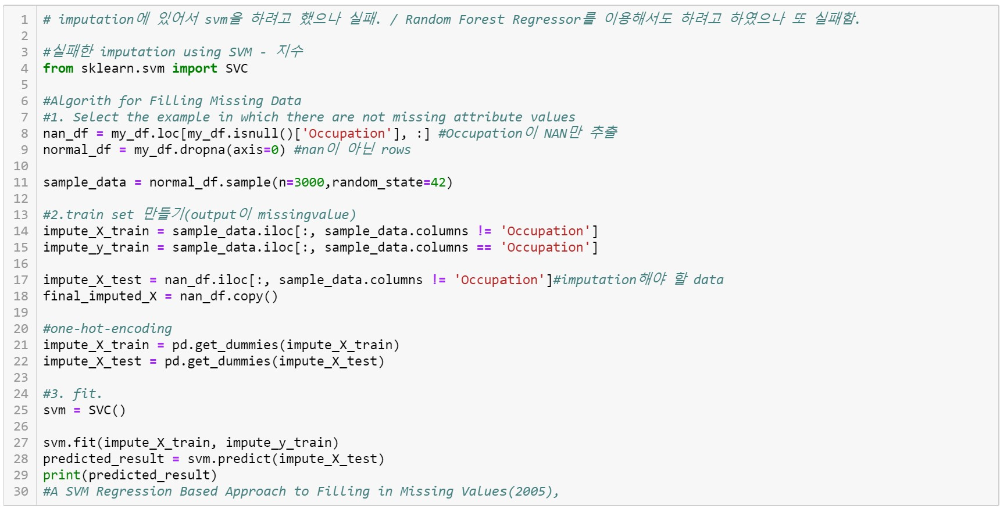 1 # imputation에 있어서 svm을 하려고 했으나 실패. / Random Forest Regressor를 이용해서도 하려고 하였으나 또 실패함.
2
3 #실패한 imputation using SVM - 지수
4 from sklearn.svm import SVC
5
6 #Algorith for Filling Missing Data
7 #1. Select the example in which there are not missing attribute values
8 nan_df = my_df.loc[my_df.isnull()['Occupation'], :] #Occupation이 NAN만 추출
9 normal_df = my_df.dropna(axis=0) #nan이 아닌 rows
10
11 sample_data = normal_df.sample(n=3000,random_state=42)
12
13 #2.train set 만들기(output이 missingvalue)
14 impute_X_train = sample_data.iloc[:, sample_data.columns != 'Occupation']
15 impute_y_train = sample_data.iloc[:, sample_data.columns == 'Occupation']
16
17 impute_X_test = nan_df.iloc[:, sample_data.columns != 'Occupation']#imputation해야 할 data
18 final_imputed_X = nan_df.copy()
19
20 #one-hot-encoding
21 impute_X_train = pd.get_dummies(impute_X_train)
22 impute_X_test = pd.get_dummies(impute_X_test)
23
24 #3. fit.
25 svm = SVC()
26
27 svm.fit(impute_X_train, impute_y_train)
28 predicted_result = svm.predict(impute_X_test)
29 print(predicted_result)
30 #A SVM Regression Based Approach to Filling in Missing Values(2005),